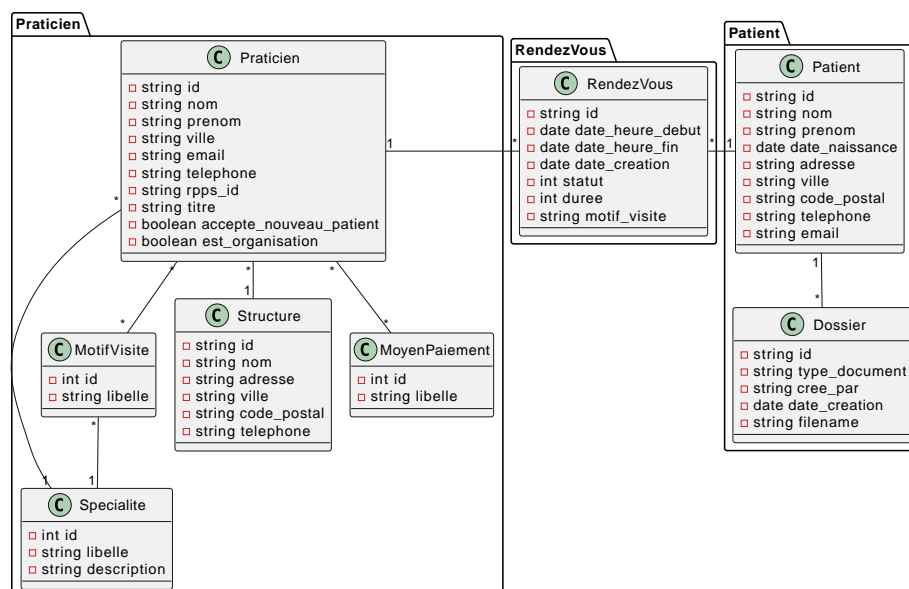 Praticien
C Praticien
string id
string nom
string prenom
string ville
string email
string telephone
string rpps_id
string titre
boolean accepte_nouveau_patient
boolean est_organisation
1
*
*
*
*
*
RendezVous
C RendezVous
string id
date date_heure_debut
date date_heure_fin
date date_creation
int statut
int duree
string motif_visite
*
1
Patient
C Patient
string id
string nom
string prenom
date date_naissance
string adresse
string ville
string code_postal
string telephone
string email
1
*
C MotifVisite
int id
string libelle
*
*
1
C Structure
string id
string nom
string adresse
string ville
string code_postal
string telephone
1
C MoyenPaiement
int id
string libelle
*
C Dossier
string id
string type_document
string cree_par
date date_creation
string filename
C Specialite
int id
string libelle
string description
1